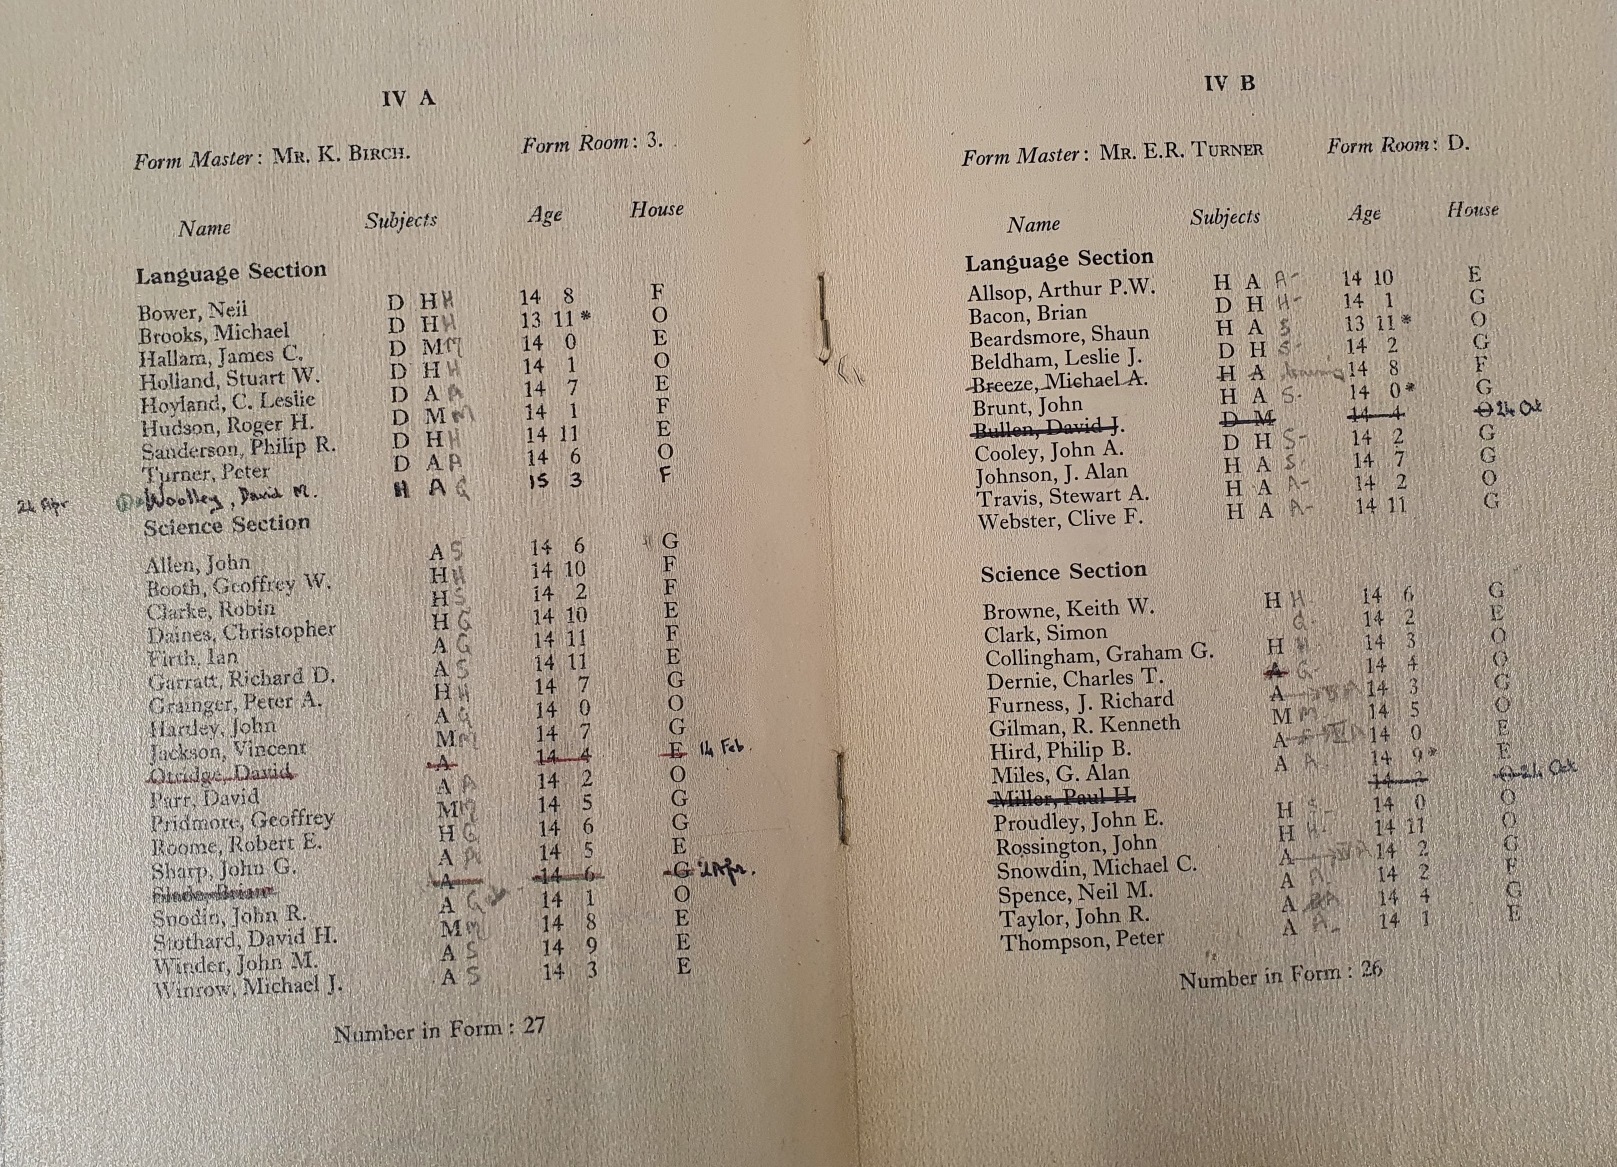 IV A
Form Master: MR. K. BIRCH. Form Room: 3.
Name Subjects Age House
Language Section
Bower, Neil D H H 14 8 F
Brooks, Michael D H H 13 11* O
Hallam, James C. D M M 14 0 E
Holland, Stuart W. D H H 14 1 O
Hoyland, C. Leslie D A A 14 7 E
Hudson, Roger H. D M m 14 1 F
Sanderson, Philip R. D H H 14 11 E
Turner, Peter D A A 14 6 O
24 Apr Woolley, David M. H A G 15 3 F
Science Section
Allen, John A S 14 6 G
Booth, Geoffrey W. H H 14 10 F
Clarke, Robin H S 14 2 F
Daines, Christopher H G 14 10 E
Firth, Ian A G 14 11 F
Garratt, Richard D. A S 14 11 E
Grainger, Peter A. H H 14 7 G
Hartley, John A G 14 0 O
Jackson, Vincent M m 14 7 G
Otridge, David A 14 4 E 14 Feb.
Parr, David A A 14 2 O
Pridmore, Geoffrey M M 14 5 G
Roome, Robert E. H G 14 6 G
Sharp, John G. A A 14 5 E
Slade, Brian A 14 6 G 2 Apr.
Snodin, John R. A G 14 1 O
Stothard, David H. M m 14 8 E
Winder, John M. A S 14 9 E
Winrow, Michael J. A S 14 3 E
Number in Form : 27
IV B
Form Master: MR. E.R. TURNER Form Room: D.
Name Subjects Age House
Language Section
Allsop, Arthur P.W. H A A- 14 10 E
Bacon, Brian D H H- 14 1 G
Beardsmore, Shaun H A S 13 11* O
Beldham, Leslie J. D H S- 14 2 G
Breeze, Michael A. H A 14 8 F
Brunt, John H A S- 14 0* G
Bullen, David J. D M 14 4 O 24 Oct
Cooley, John A. D H S- 14 2 G
Johnson, J. Alan H A S- 14 7 G
Travis, Stewart A. H A A- 14 2 O
Webster, Clive F. H A A- 14 11 G
Science Section
Browne, Keith W. H H 14 6 G
Clark, Simon G 14 2 E
Collingham, Graham G. H H 14 3 O
Dernie, Charles T. A G- 14 4 O
Furness, J. Richard A 14 3 G
Gilman, R. Kenneth M m 14 5 O
Hird, Philip B. A 14 0 E
Miles, G. Alan A A 14 9* E
Miller, Paul H. 14 O 24 Oct
Proudley, John E. H S- 14 0 O
Rossington, John H H- 14 11 O
Snowdin, Michael C. A 14 2 G
Spence, Neil M. A A 14 2 F
Taylor, John R. A 14 4 G
Thompson, Peter A A- 14 1 E
Number in Form : 26